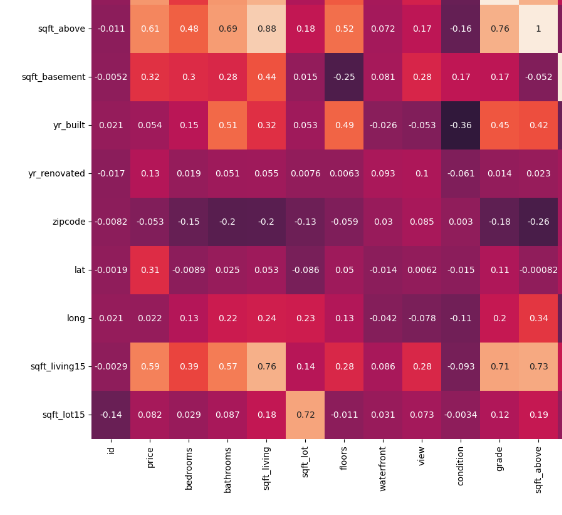 sqft_above -0.011 0.61 0.48 0.69 0.88 0.18 0.52 0.072 0.17 -0.16 0.76 1
sqft_basement -0.0052 0.32 0.3 0.28 0.44 0.015 -0.25 0.081 0.28 0.17 0.17 -0.052
yr_built 0.021 0.054 0.15 0.51 0.32 0.053 0.49 -0.026 -0.053 -0.36 0.45 0.42
yr_renovated -0.017 0.13 0.019 0.051 0.055 0.0076 0.0063 0.093 0.1 -0.061 0.014 0.023
zipcode -0.0082 -0.053 -0.15 -0.2 -0.2 -0.13 -0.059 0.03 0.085 0.003 -0.18 -0.26
lat -0.0019 0.31 -0.0089 0.025 0.053 -0.086 0.05 -0.014 0.0062 -0.015 0.11 -0.00082
long 0.021 0.022 0.13 0.22 0.24 0.23 0.13 -0.042 -0.078 -0.11 0.2 0.34
sqft_living15 -0.0029 0.59 0.39 0.57 0.76 0.14 0.28 0.086 0.28 -0.093 0.71 0.73
sqft_lot15 -0.14 0.082 0.029 0.087 0.18 0.72 -0.011 0.031 0.073 -0.0034 0.12 0.19
id price bedrooms bathrooms sqft_living sqft_lot floors waterfront view condition grade sqft_above